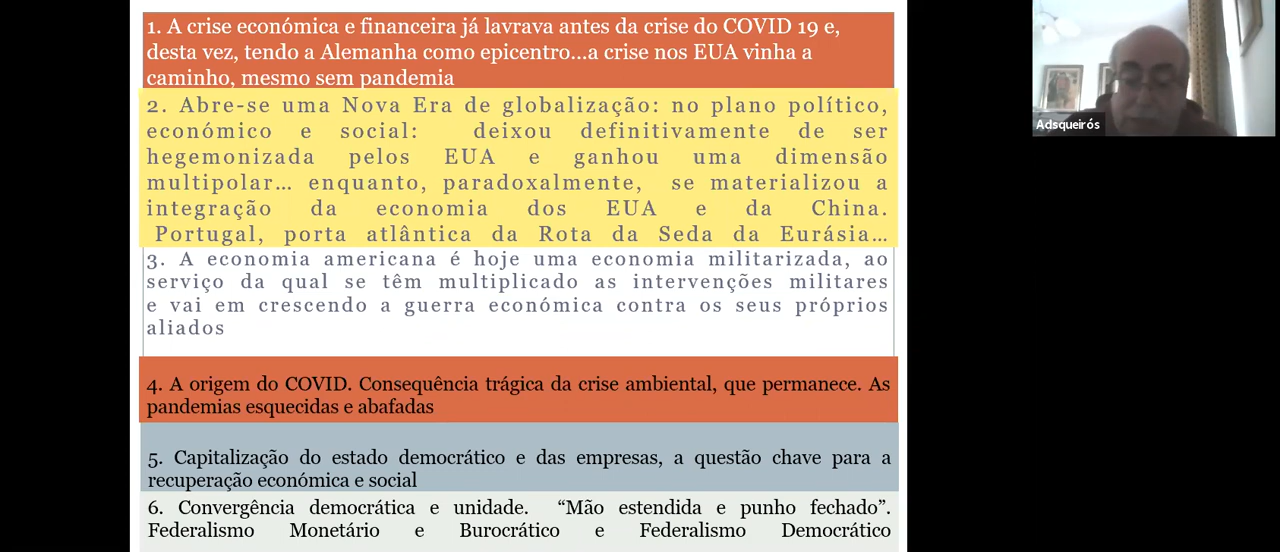 1. A crise económica e financeira já lavrava antes da crise do COVID 19 e,
desta vez, tendo a Alemanha como epicentro...a crise nos EUA vinha a
caminho, mesmo sem pandemia
2. Abre-se uma Nova Era de globalização: no plano político,
económico e social: deixou definitivamente de ser
hegemonizada pelos EUA e ganhou uma dimensão
multipolar... enquanto, paradoxalmente, se materializou a
integração da economia dos EUA e da China.
Portugal, porta atlântica da Rota da Seda da Eurásia...
3. A economia americana é hoje uma economia militarizada, ao
serviço da qual se têm multiplicado as intervenções militares
e vai em crescendo a guerra económica contra os seus próprios
aliados
4. A origem do COVID. Consequência trágica da crise ambiental, que permanece. As
pandemias esquecidas e abafadas
5. Capitalização do estado democrático e das empresas, a questão chave para a
recuperação económica e social
6. Convergência democrática e unidade. “Mão estendida e punho fechado”.
Federalismo Monetário e Burocrático e Federalismo Democrático
Adsqueirós